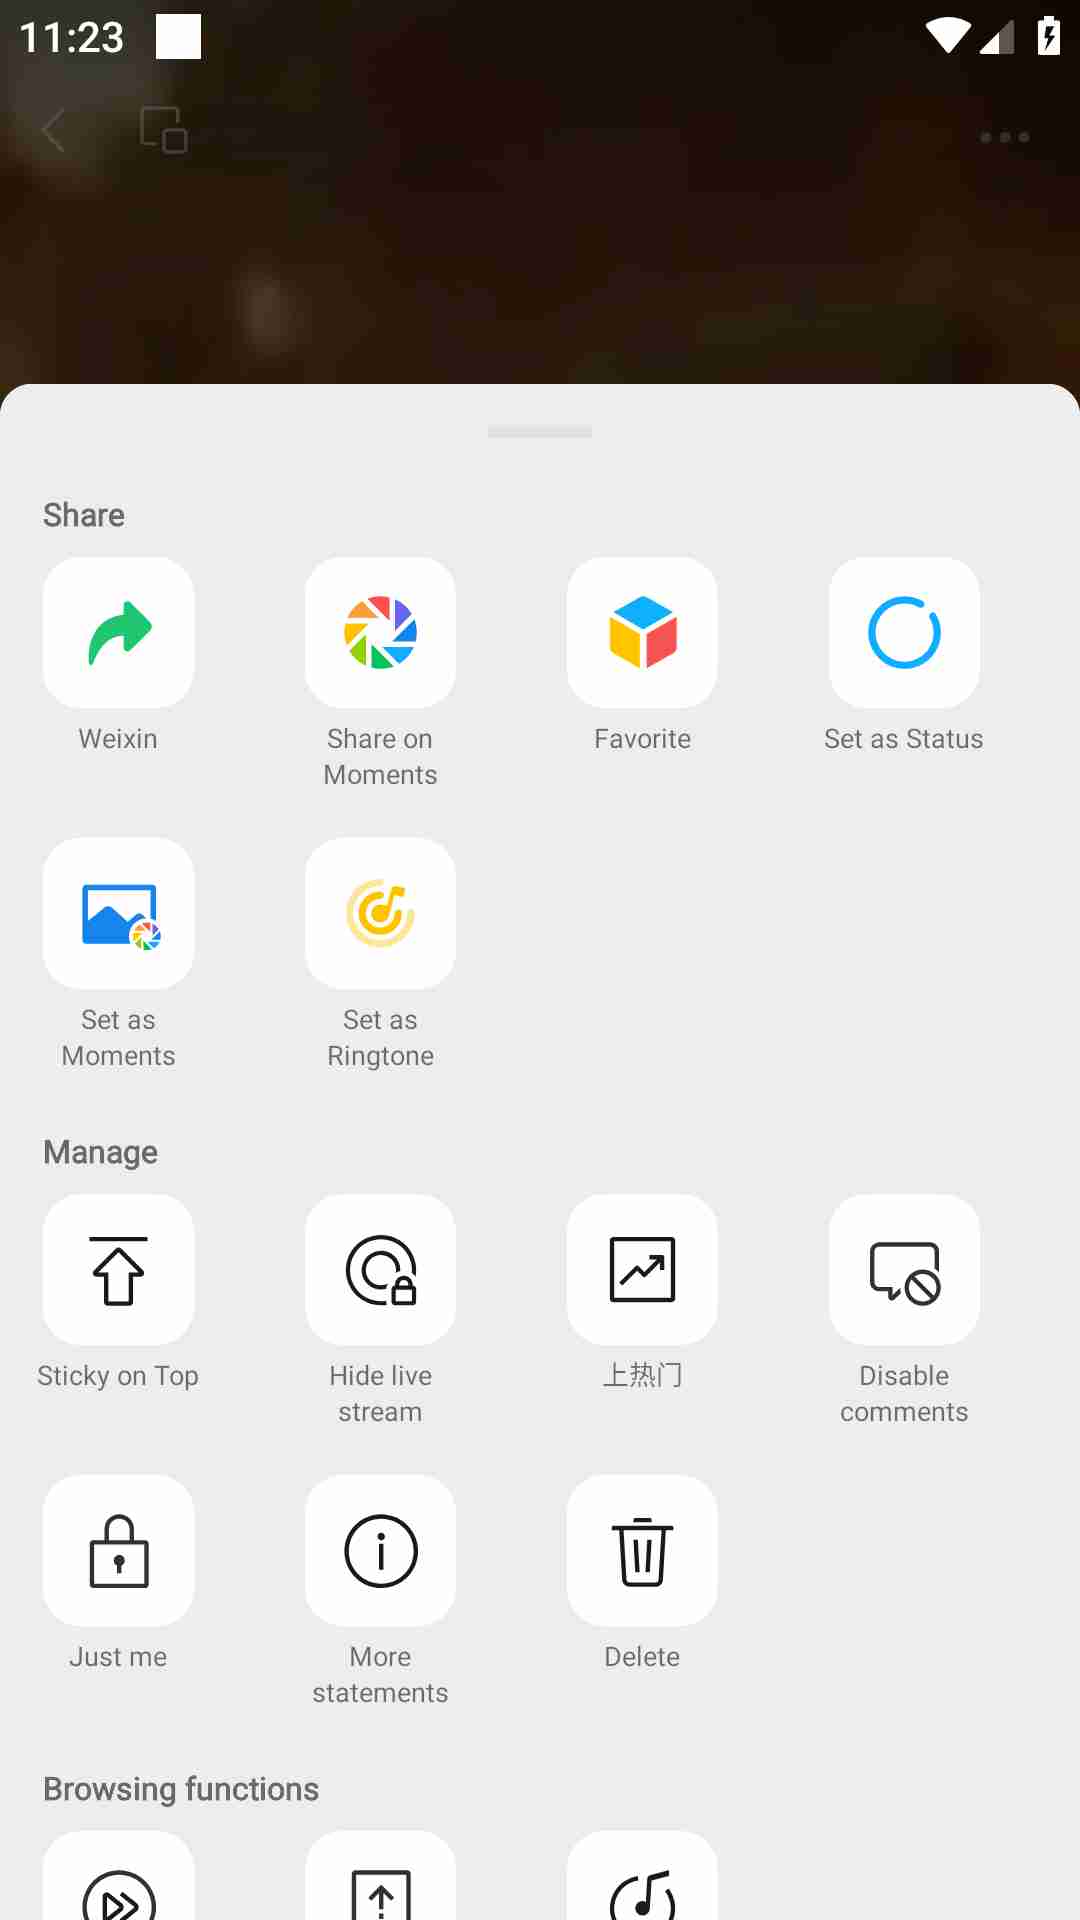 11:23
Share
Weixin
Share on
Moments
Favorite
Set as Status
Set as
Moments
Set as
Ringtone
Manage
Sticky on Top
Hide live
stream
上热门
Disable
comments
Just me
More
statements
Delete
Browsing functions